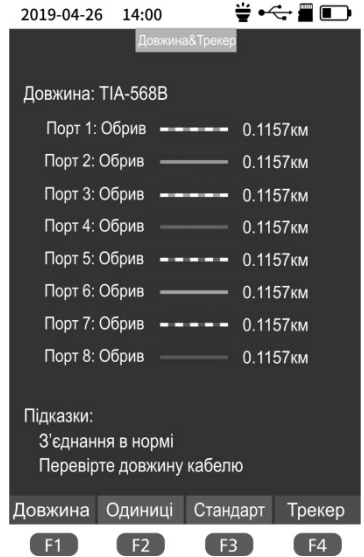 2019-04-26 14:00
Довжина&Трекер
Довжина: TIA-568B
Порт 1: Обрив 0.1157км
Порт 2: Обрив 0.1157км
Порт 3: Обрив 0.1157км
Порт 4: Обрив 0.1157км
Порт 5: Обрив 0.1157км
Порт 6: Обрив 0.1157км
Порт 7: Обрив 0.1157км
Порт 8: Обрив 0.1157км
Підказки:
З’єднання в нормі
Перевірте довжину кабелю
Довжина Одиниці Стандарт Трекер
F1 F2 F3 F4